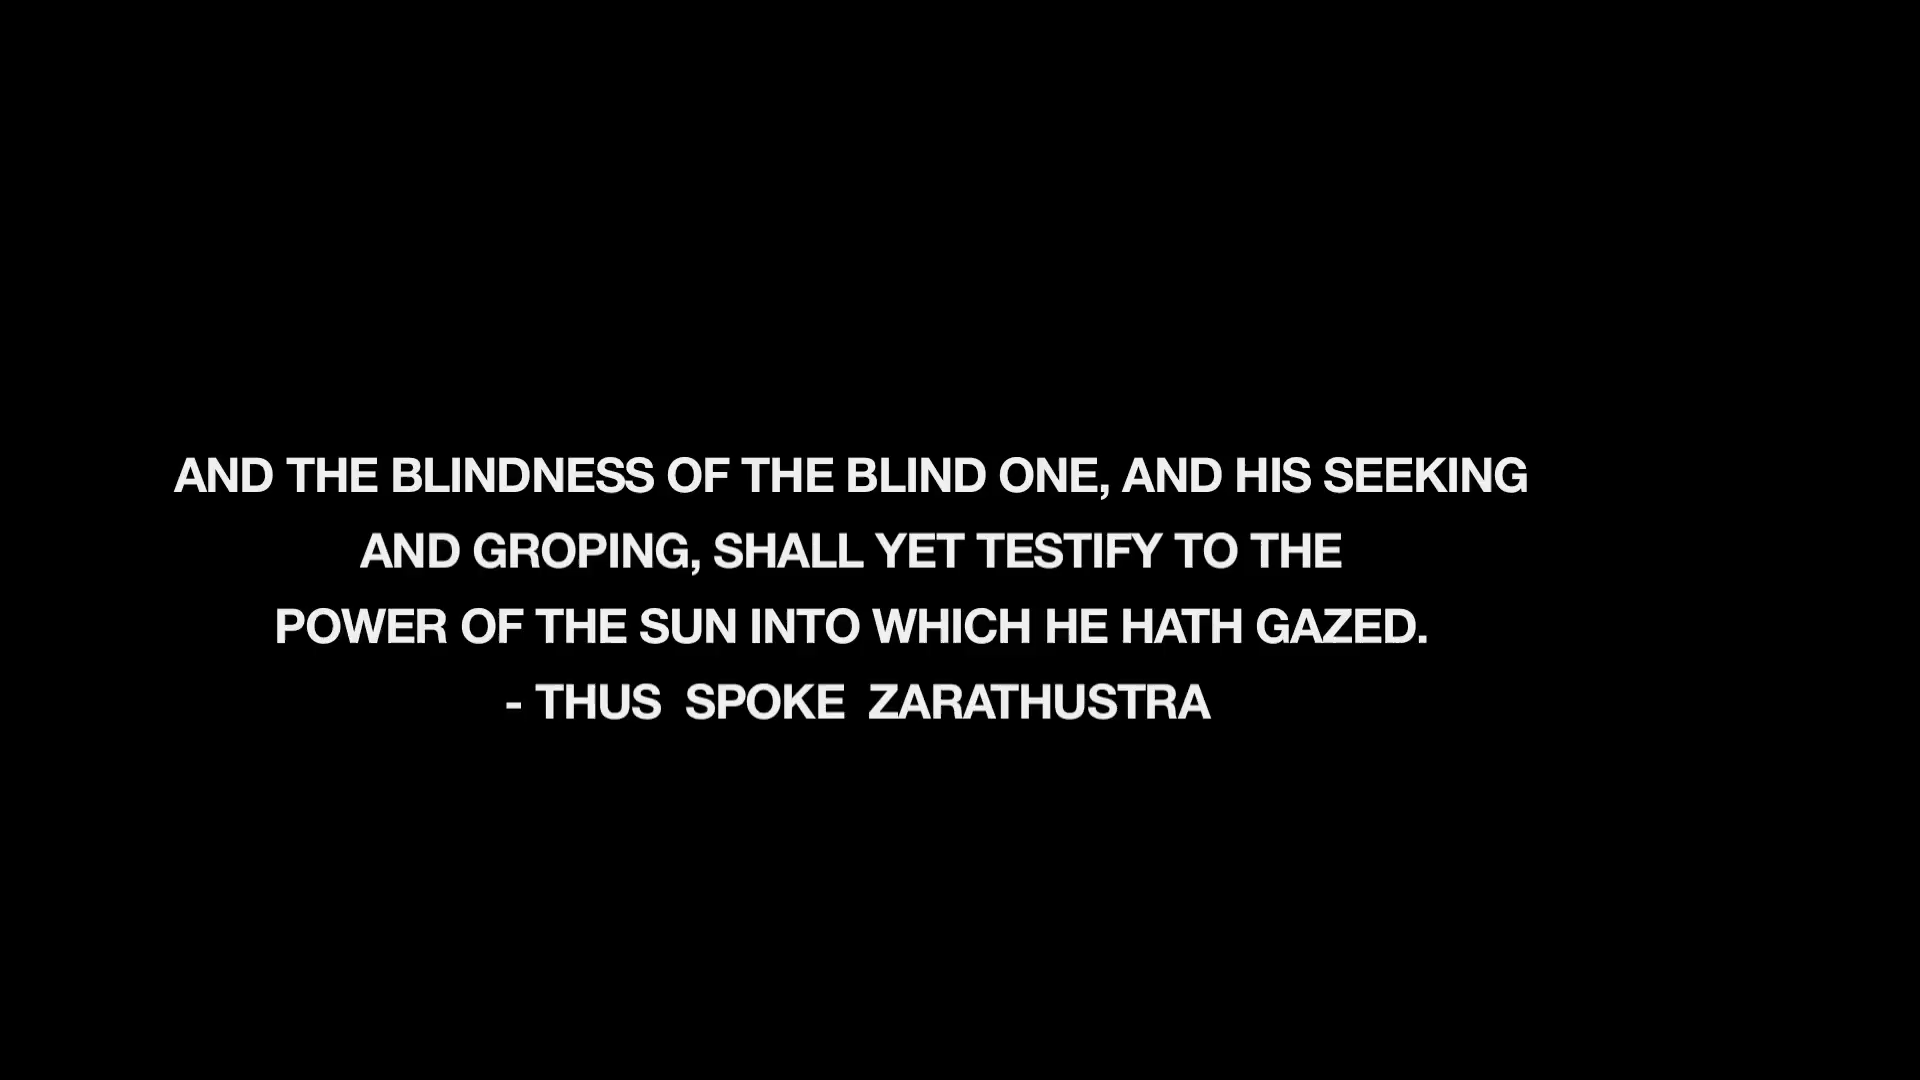 AND THE BLINDNESS OF THE BLIND ONE, AND HIS SEEKING
AND GROPING, SHALL YET TESTIFY TO THE
POWER OF THE SUN INTO WHICH HE HATH GAZED.
- THUS  SPOKE  ZARATHUSTRA